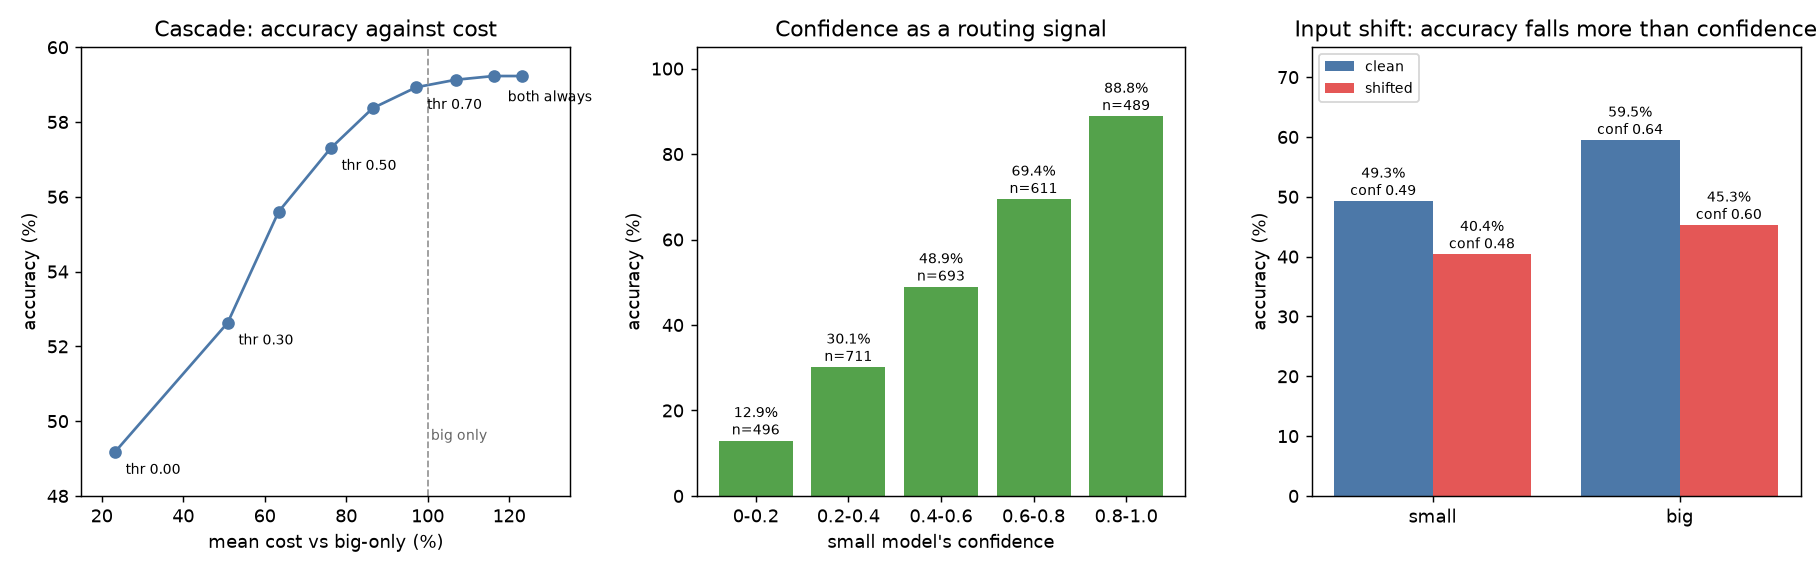 Cascade: accuracy against cost
accuracy (%)
60
58
56
54
52
50
48
thr 0.00
thr 0.30
thr 0.50
thr 0.70
both always
big only
20 40 60 80 100 120
mean cost vs big-only (%)
Confidence as a routing signal
accuracy (%)
100
80
60
40
20
0
12.9%
n=496
30.1%
n=711
48.9%
n=693
69.4%
n=611
88.8%
n=489
0-0.2 0.2-0.4 0.4-0.6 0.6-0.8 0.8-1.0
small model's confidence
Input shift: accuracy falls more than confidence
accuracy (%)
70
60
50
40
30
20
10
0
clean
shifted
49.3%
conf 0.49
40.4%
conf 0.48
59.5%
conf 0.64
45.3%
conf 0.60
small big